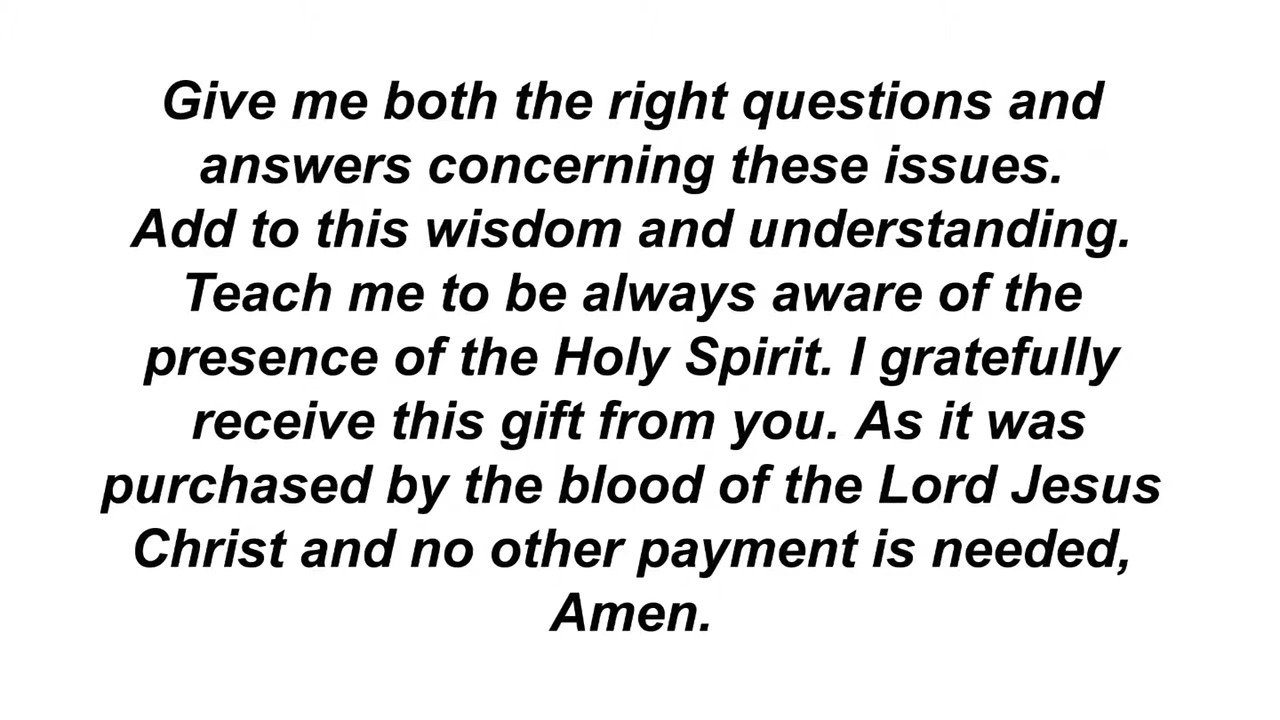 Give me both the right questions and
answers concerning these issues.
Add to this wisdom and understanding.
Teach me to be always aware of the
presence of the Holy Spirit. I gratefully
receive this gift from you. As it was
purchased by the blood of the Lord Jesus
Christ and no other payment is needed,
Amen.